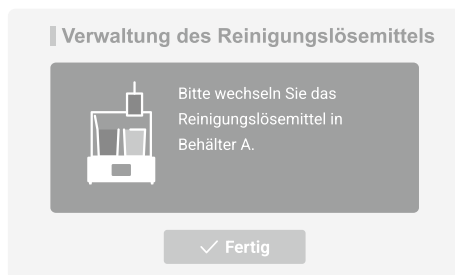 Verwaltung des Reinigungslösemittels
Bitte wechseln Sie das
Reinigungslösemittel in
Behälter A.
Fertig